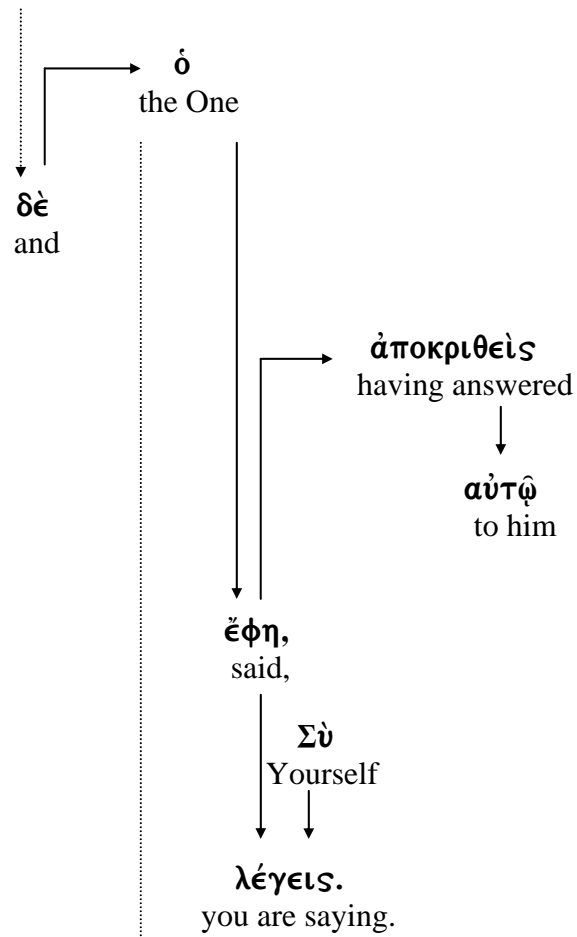 ὁ
the One
δὲ
and
ἀποκριθεὶς
having answered
αὐτῷ
to him
ἔφη,
said,
Σὺ
Yourself
λέγεις.
you are saying.